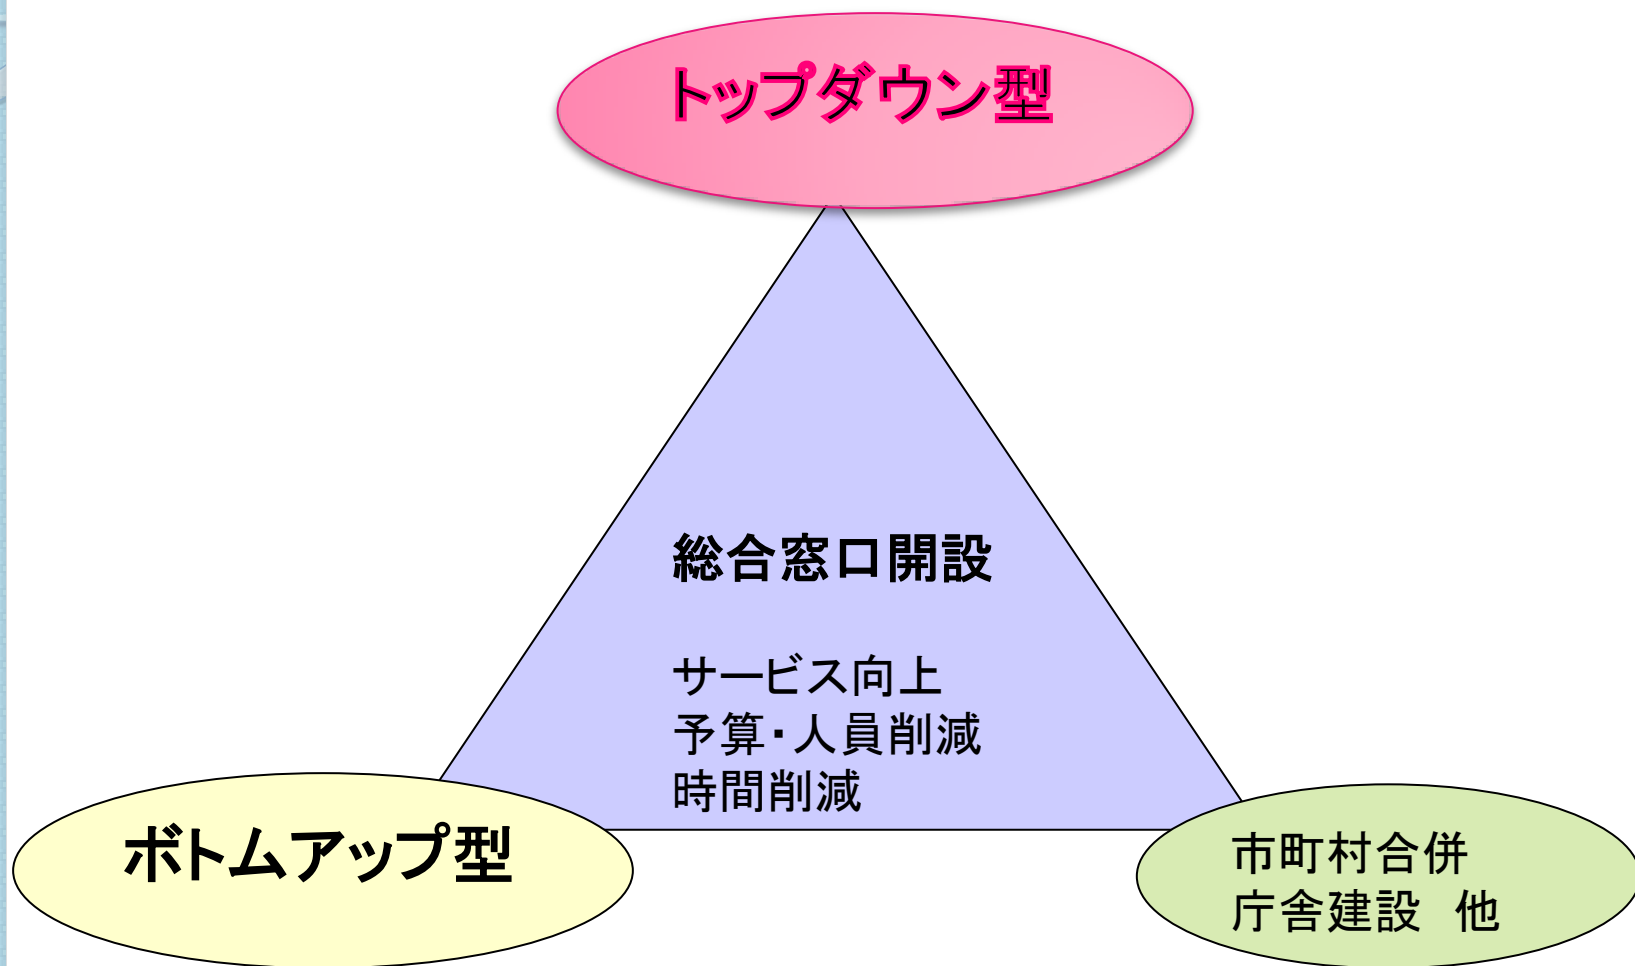 トップダウン型
総合窓口開設
サービス向上
予算・人員削減
時間削減
ボトムアップ型
市町村合併
庁舎建設　他